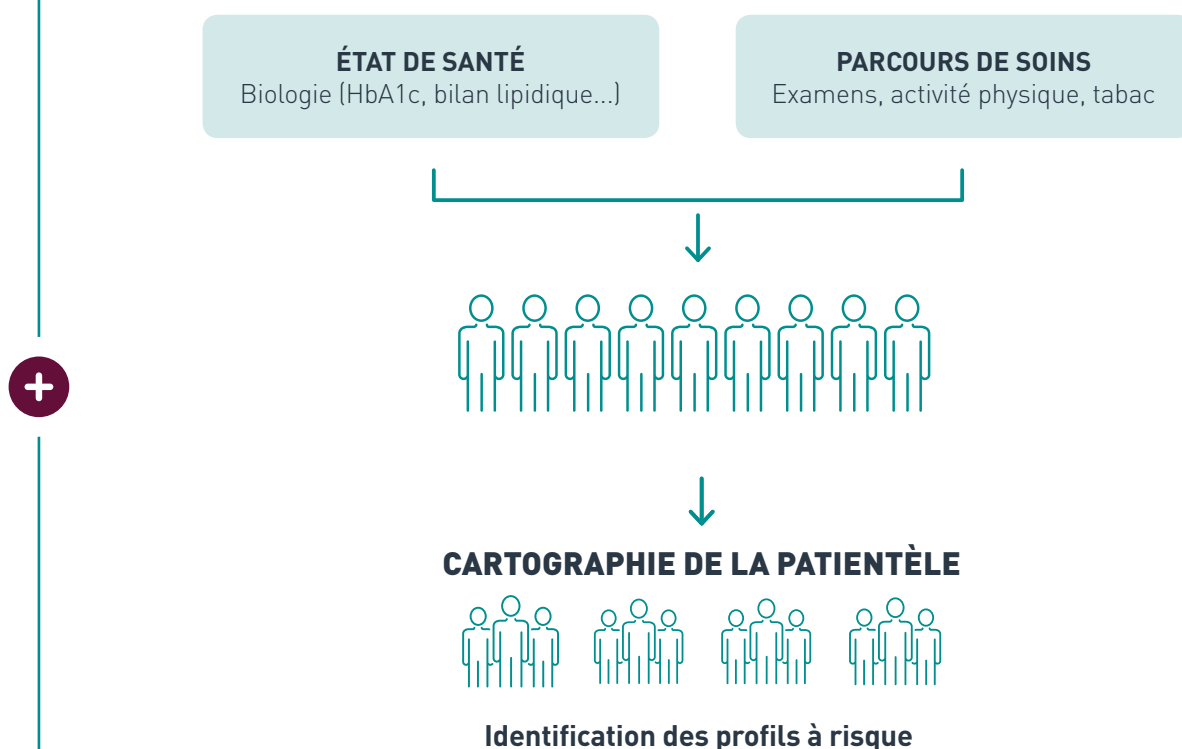 ÉTAT DE SANTÉ
Biologie (HbA1c, bilan lipidique...)
PARCOURS DE SOINS
Examens, activité physique, tabac
CARTOGRAPHIE DE LA PATIENTÈLE
Identification des profils à risque